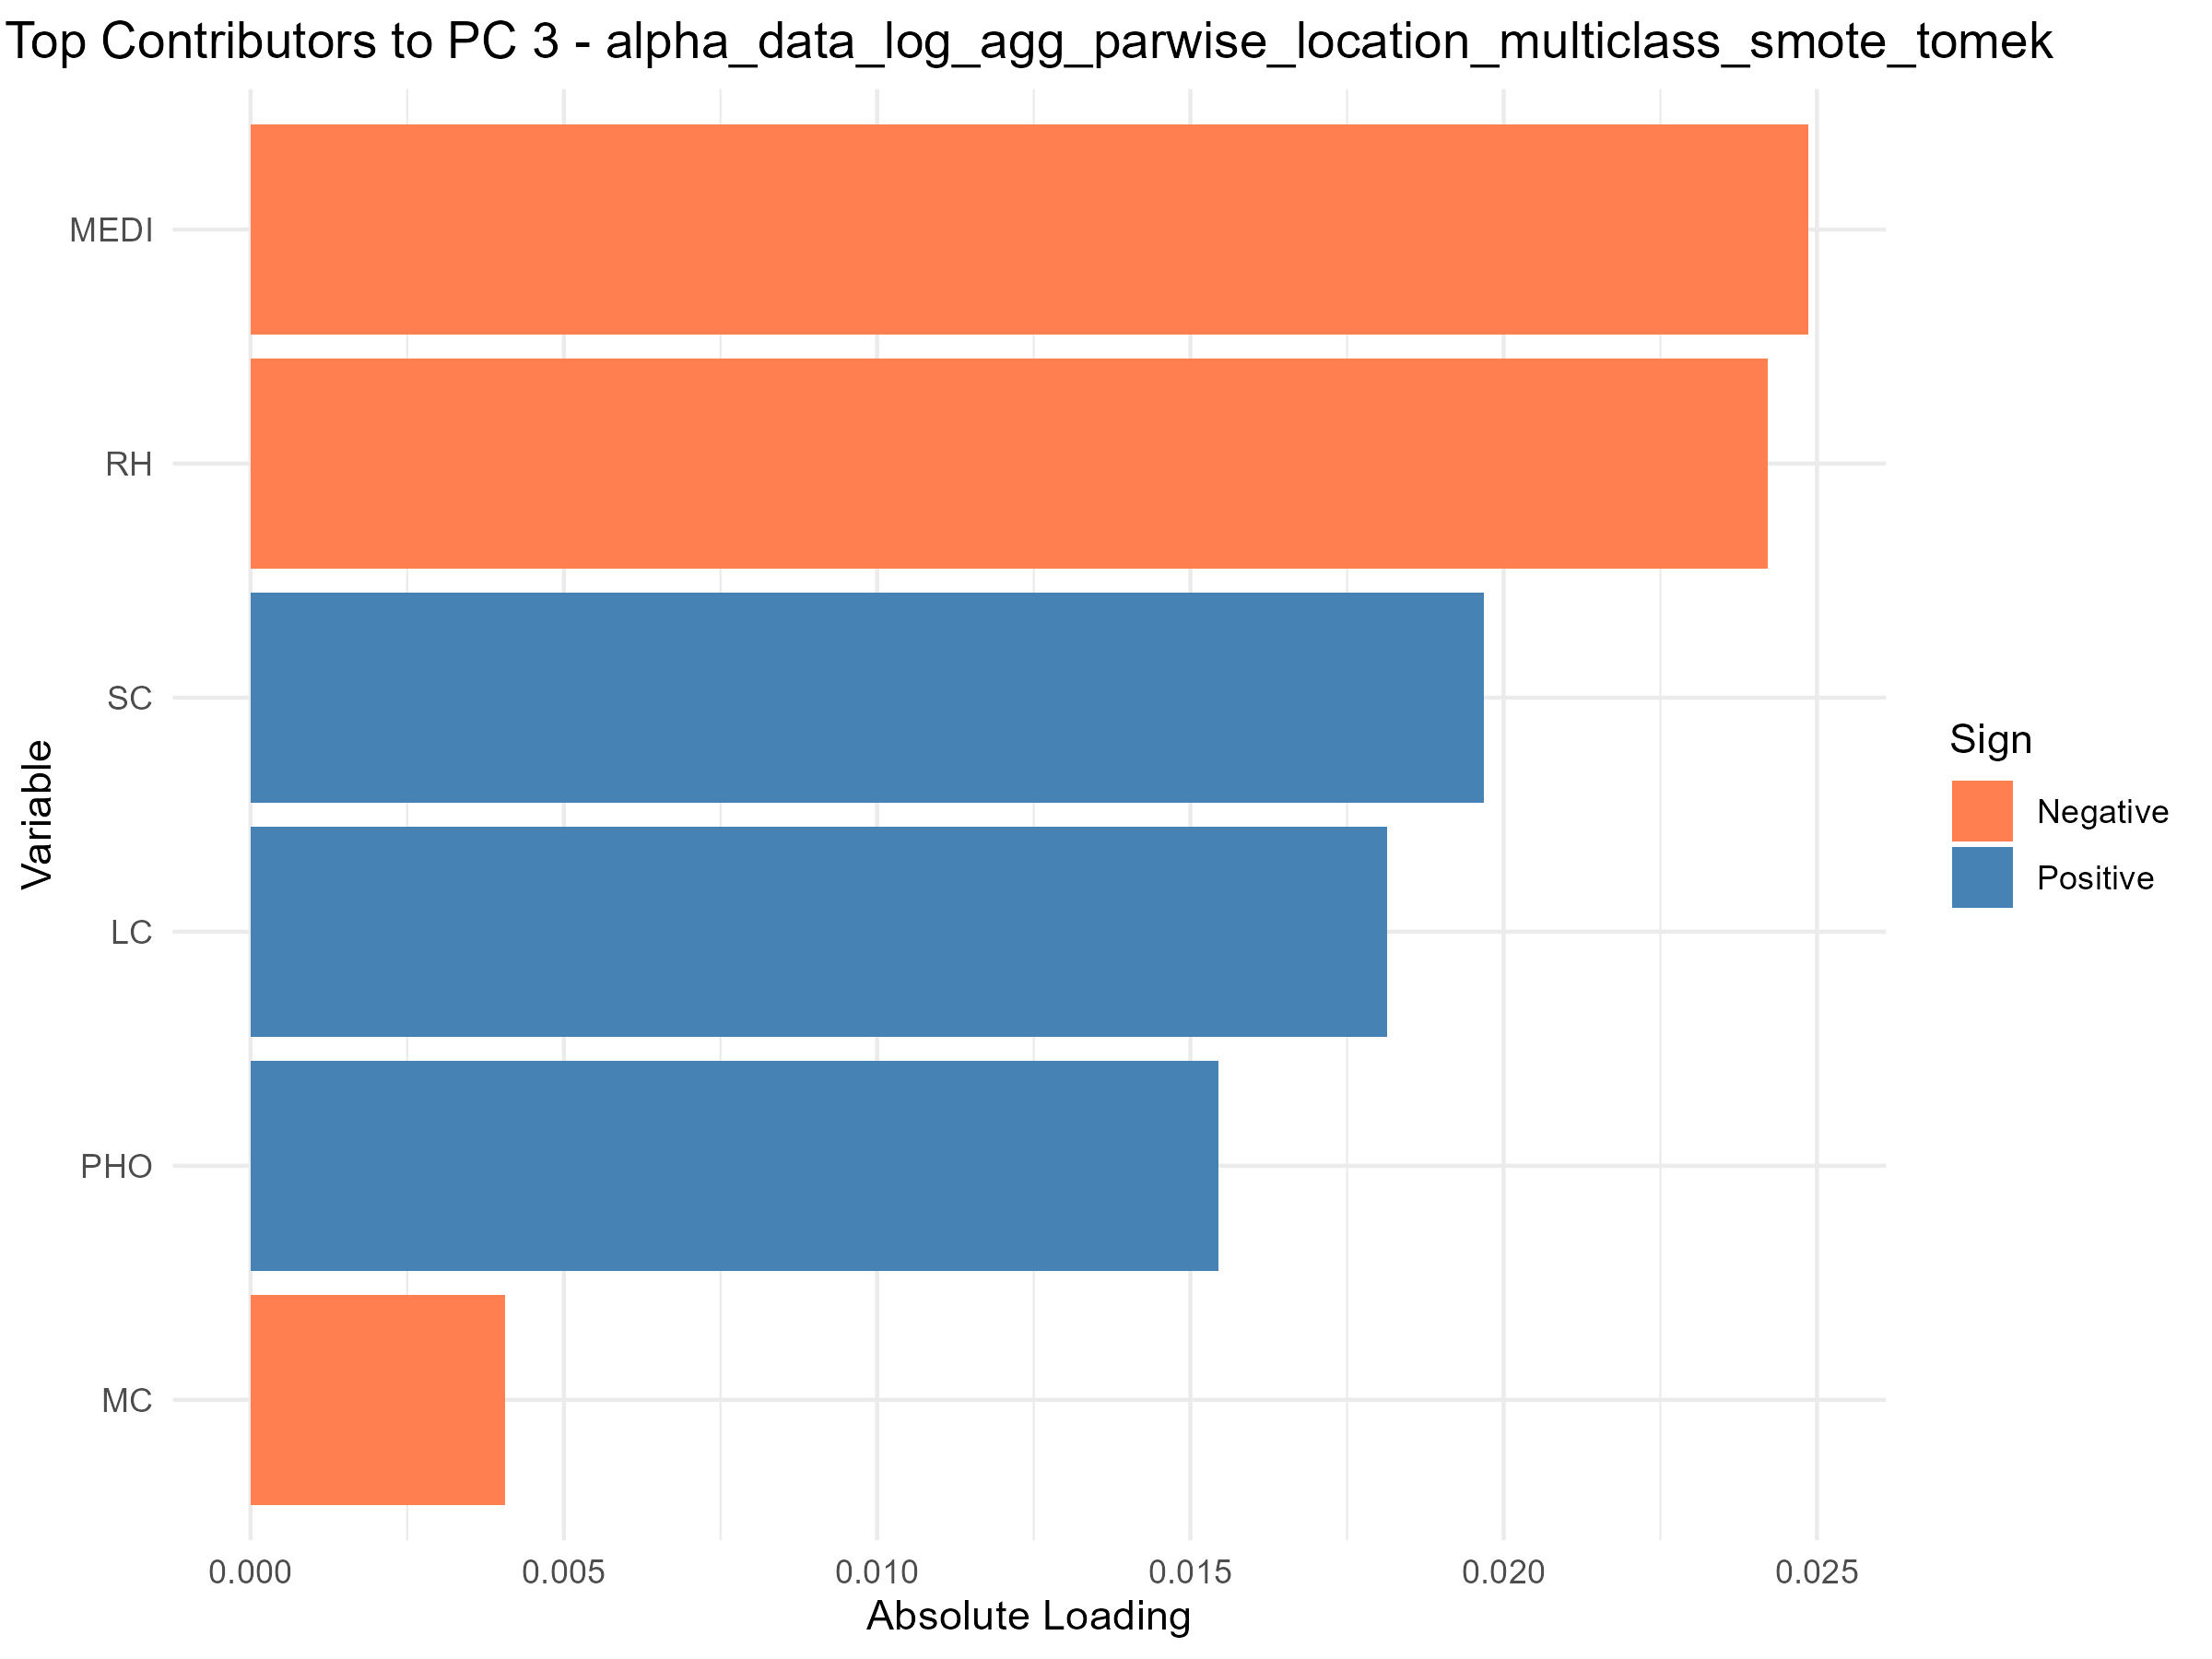 Top Contributors to PC 3 - alpha_data_log_agg_parwise_location_multiclass_smote_tomek
Variable
MEDI
RH
SC
LC
PHO
MC
0.000 0.005 0.010 0.015 0.020 0.025
Absolute Loading
Sign
Negative
Positive